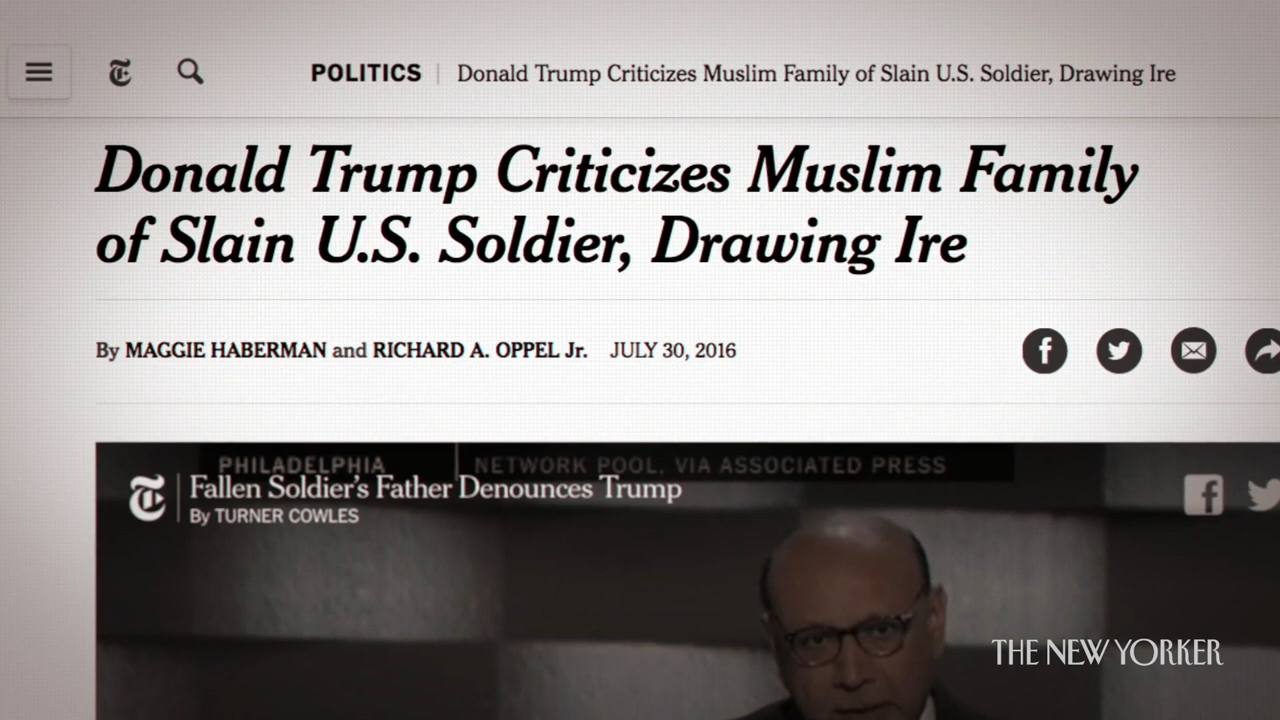 POLITICS | Donald Trump Criticizes Muslim Family of Slain U.S. Soldier, Drawing Ire
Donald Trump Criticizes Muslim Family
of Slain U.S. Soldier, Drawing Ire
By MAGGIE HABERMAN and RICHARD A. OPPEL Jr. JULY 30, 2016
PHILADELPHIA NETWORK POOL, VIA ASSOCIATED PRESS
Fallen Soldier's Father Denounces Trump
By TURNER COWLES
THE NEW YORKER